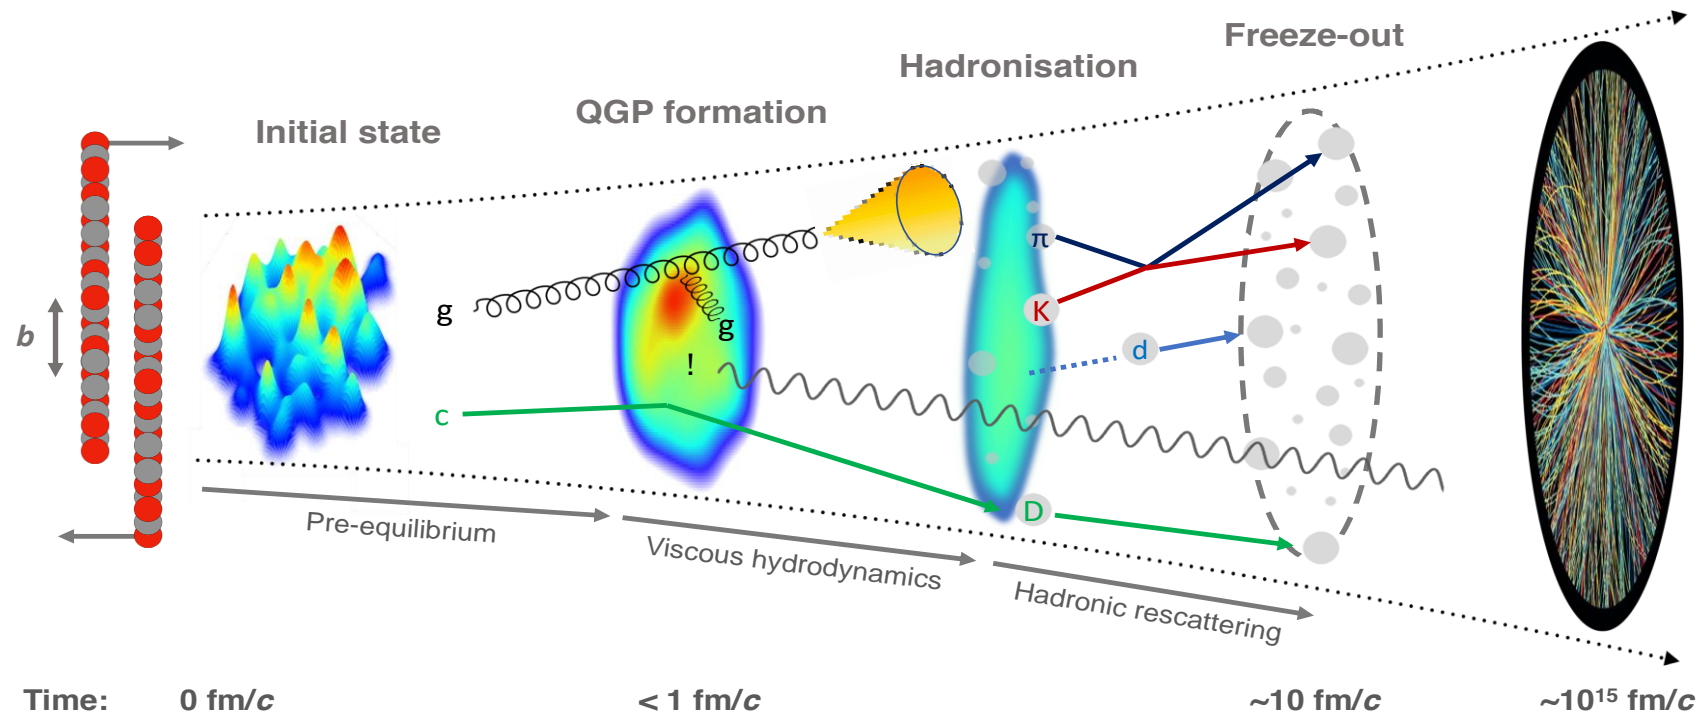 Freeze-out
Hadronisation
QGP formation
Initial state
b
g
g
!
c
π
K
d
D
Pre-equilibrium
Viscous hydrodynamics
Hadronic rescattering
Time: 0 fm/c < 1 fm/c ~10 fm/c ~10¹⁵ fm/c